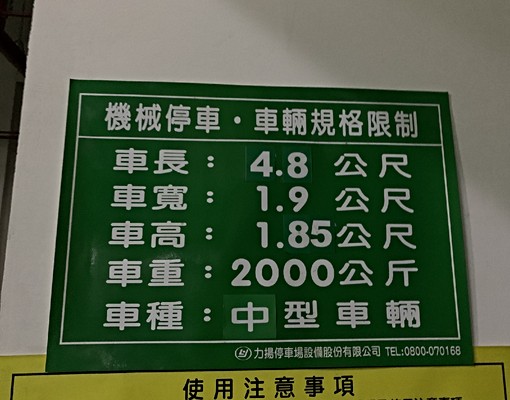 機械停車・車輛規格限制
車長：4.8公尺
車寬：1.9公尺
車高：1.85公尺
車重：2000公斤
車種：中型車輛
力揚停車場設備股份有限公司 TEL:0800-070168
使用注意事項